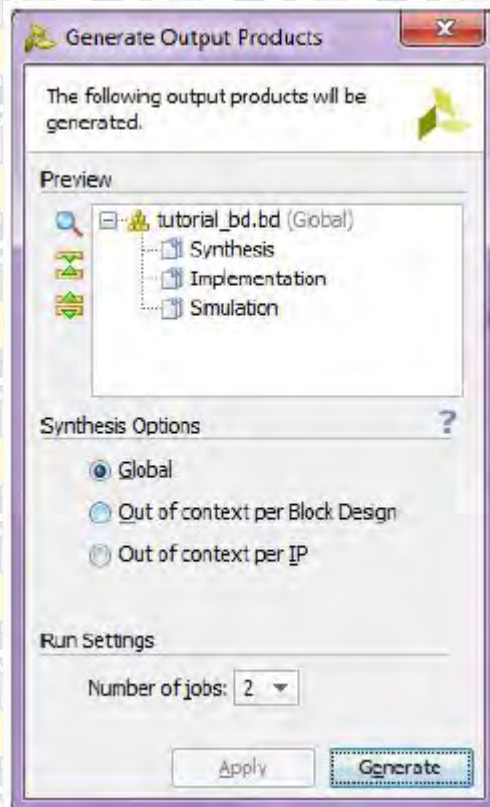 Generate Output Products
The following output products will be
generated.
Preview
tutorial_bd.bd (Global)
Synthesis
Implementation
Simulation
Synthesis Options
?
Global
Out of context per Block Design
Out of context per IP
Run Settings
Number of jobs: 2
Apply
Generate